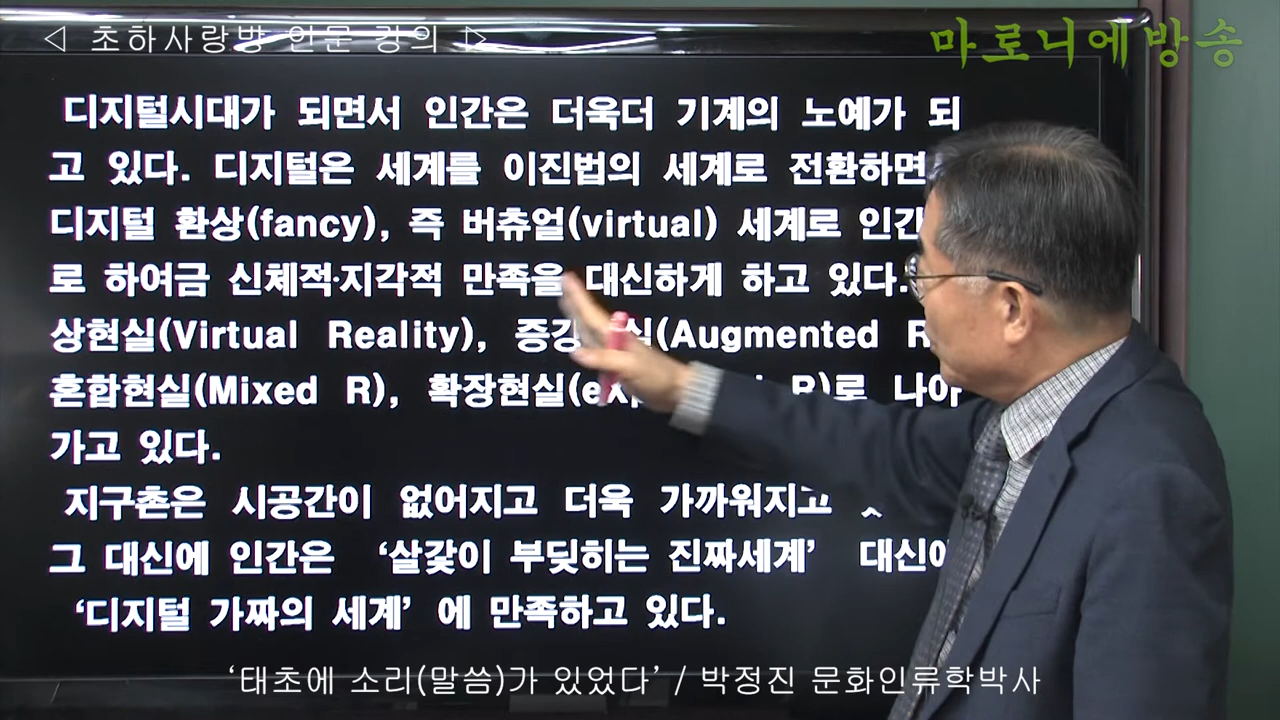 ◁ 초하사랑방 인문 강의 ▷
마로니에방송
디지털시대가 되면서 인간은 더욱더 기계의 노예가 되
고 있다. 디지털은 세계를 이진법의 세계로 전환하면
디지털 환상(fancy), 즉 버츄얼(virtual) 세계로 인간
로 하여금 신체적·지각적 만족을 대신하게 하고 있다.
상현실(Virtual Reality), (Augmented R
혼합현실(Mixed R), 확장현실( R)로 나아
가고 있다.
지구촌은 시공간이 없어지고 더욱 가까워지고
그 대신에 인간은 ‘살갗이 부딪히는 진짜세계’ 대신에
‘디지털 가짜의 세계’에 만족하고 있다.
‘태초에 소리(말씀)가 있었다’ / 박정진 문화인류학박사